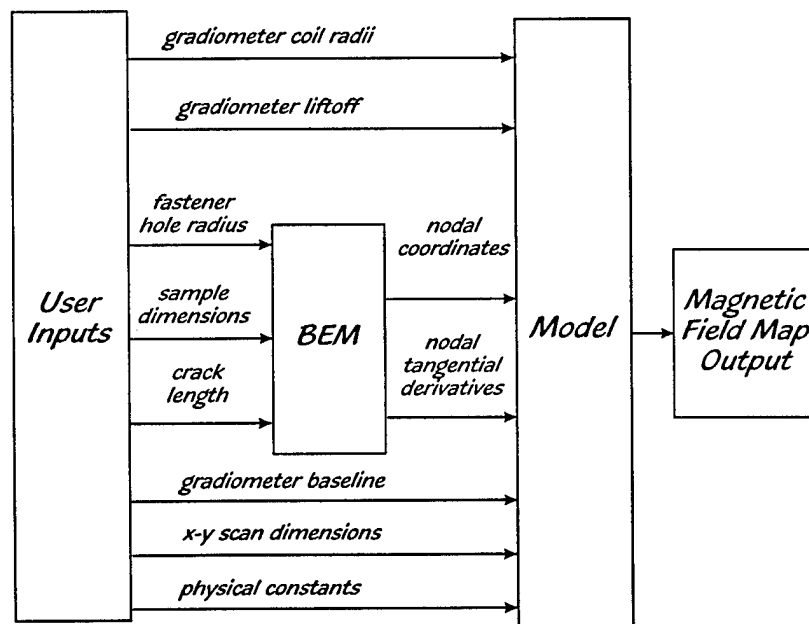 gradiometer coil radii
gradiometer liftoff
fastener
hole radius
sample
dimensions
crack
length
User
Inputs
BEM
nodal
coordinates
nodal
tangential
derivatives
Model
Magnetic
Field Map
Output
gradiometer baseline
x-y scan dimensions
physical constants